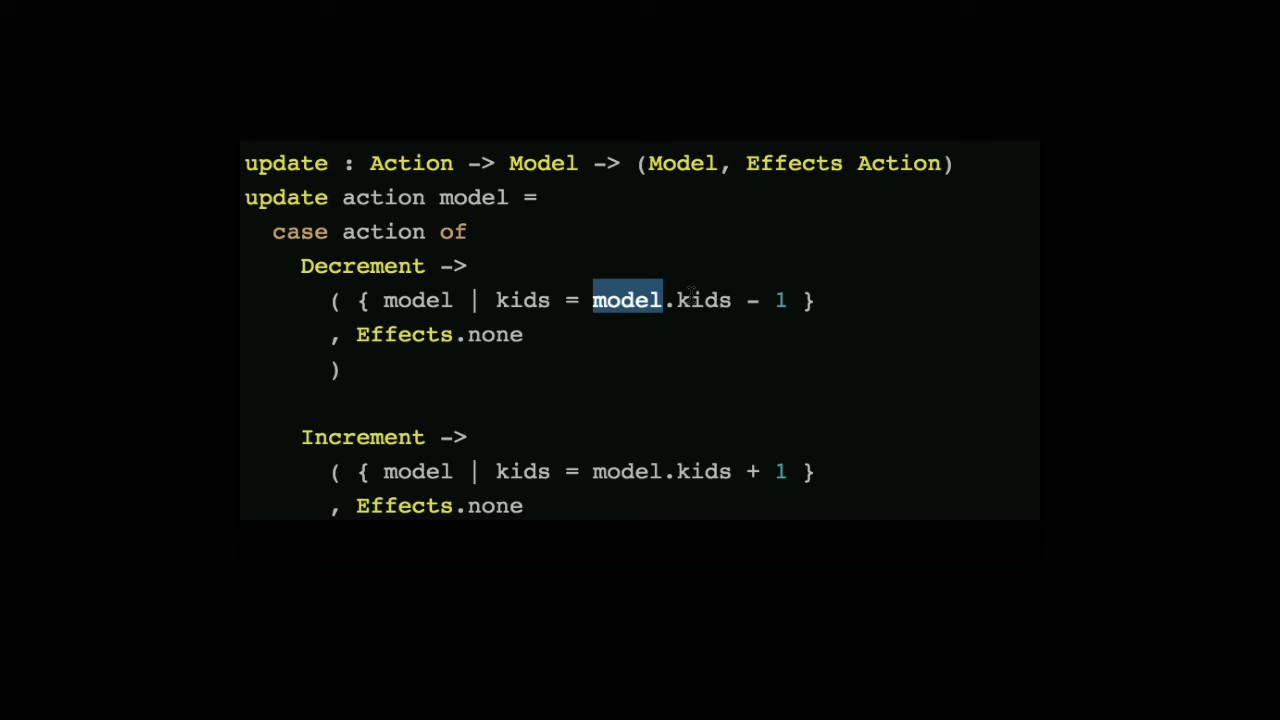 update : Action -> Model -> (Model, Effects Action)
update action model =
  case action of
    Decrement ->
      ( { model | kids = model.kids - 1 }
      , Effects.none
      )

    Increment ->
      ( { model | kids = model.kids + 1 }
      , Effects.none